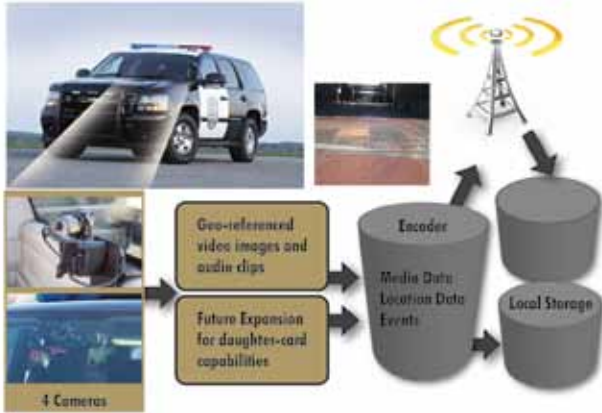 Geo-referenced
video images and
audio clips
Future Expansion
for daughter-card
capabilities
4 Cameras
Encoder
Media Data
Location Data
Events
Local Storage